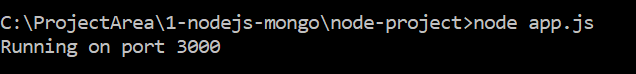 C:\ProjectArea\1-nodejs-mongo\node-project>node app.js
Running on port 3000